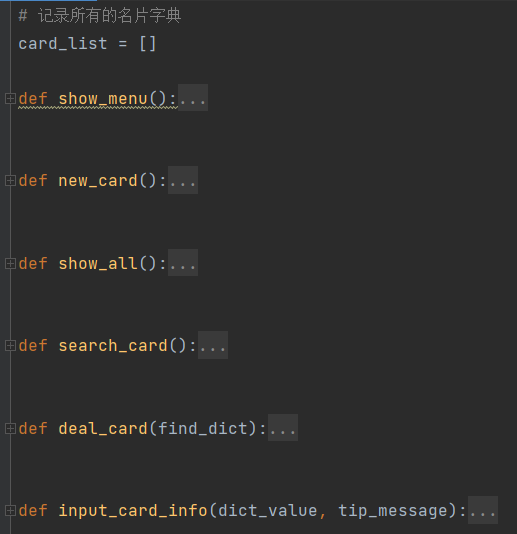 # 记录所有的名片字典
card_list = []
def show_menu():...
def new_card():...
def show_all():...
def search_card():...
def deal_card(find_dict):...
def input_card_info(dict_value, tip_message):...